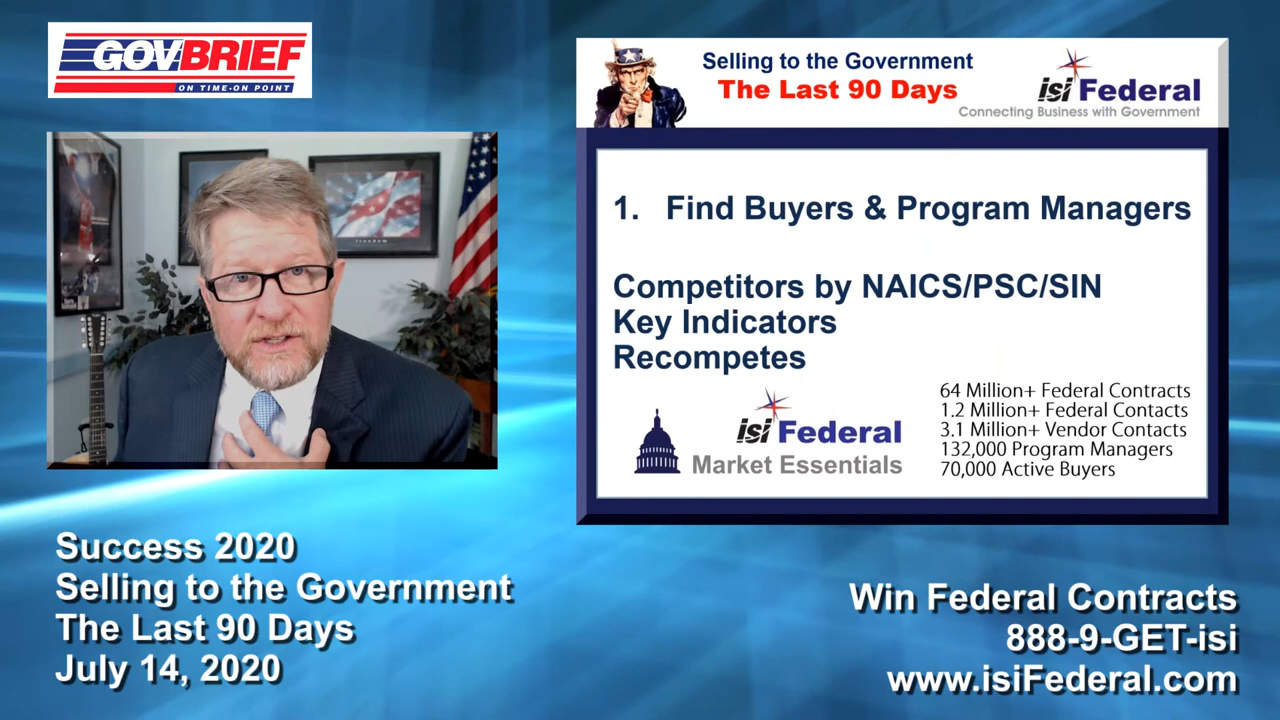 GOVBRIEF
ON TIME-ON POINT
Selling to the Government
The Last 90 Days
isi Federal
Connecting Business with Government
freedom
1. Find Buyers & Program Managers
Competitors by NAICS/PSC/SIN
Key Indicators
Recompetes
isi Federal
Market Essentials
64 Million+ Federal Contracts
1.2 Million+ Federal Contacts
3.1 Million+ Vendor Contacts
132,000 Program Managers
70,000 Active Buyers
Success 2020
Selling to the Government
The Last 90 Days
July 14, 2020
Win Federal Contracts
888-9-GET-isi
www.isiFederal.com